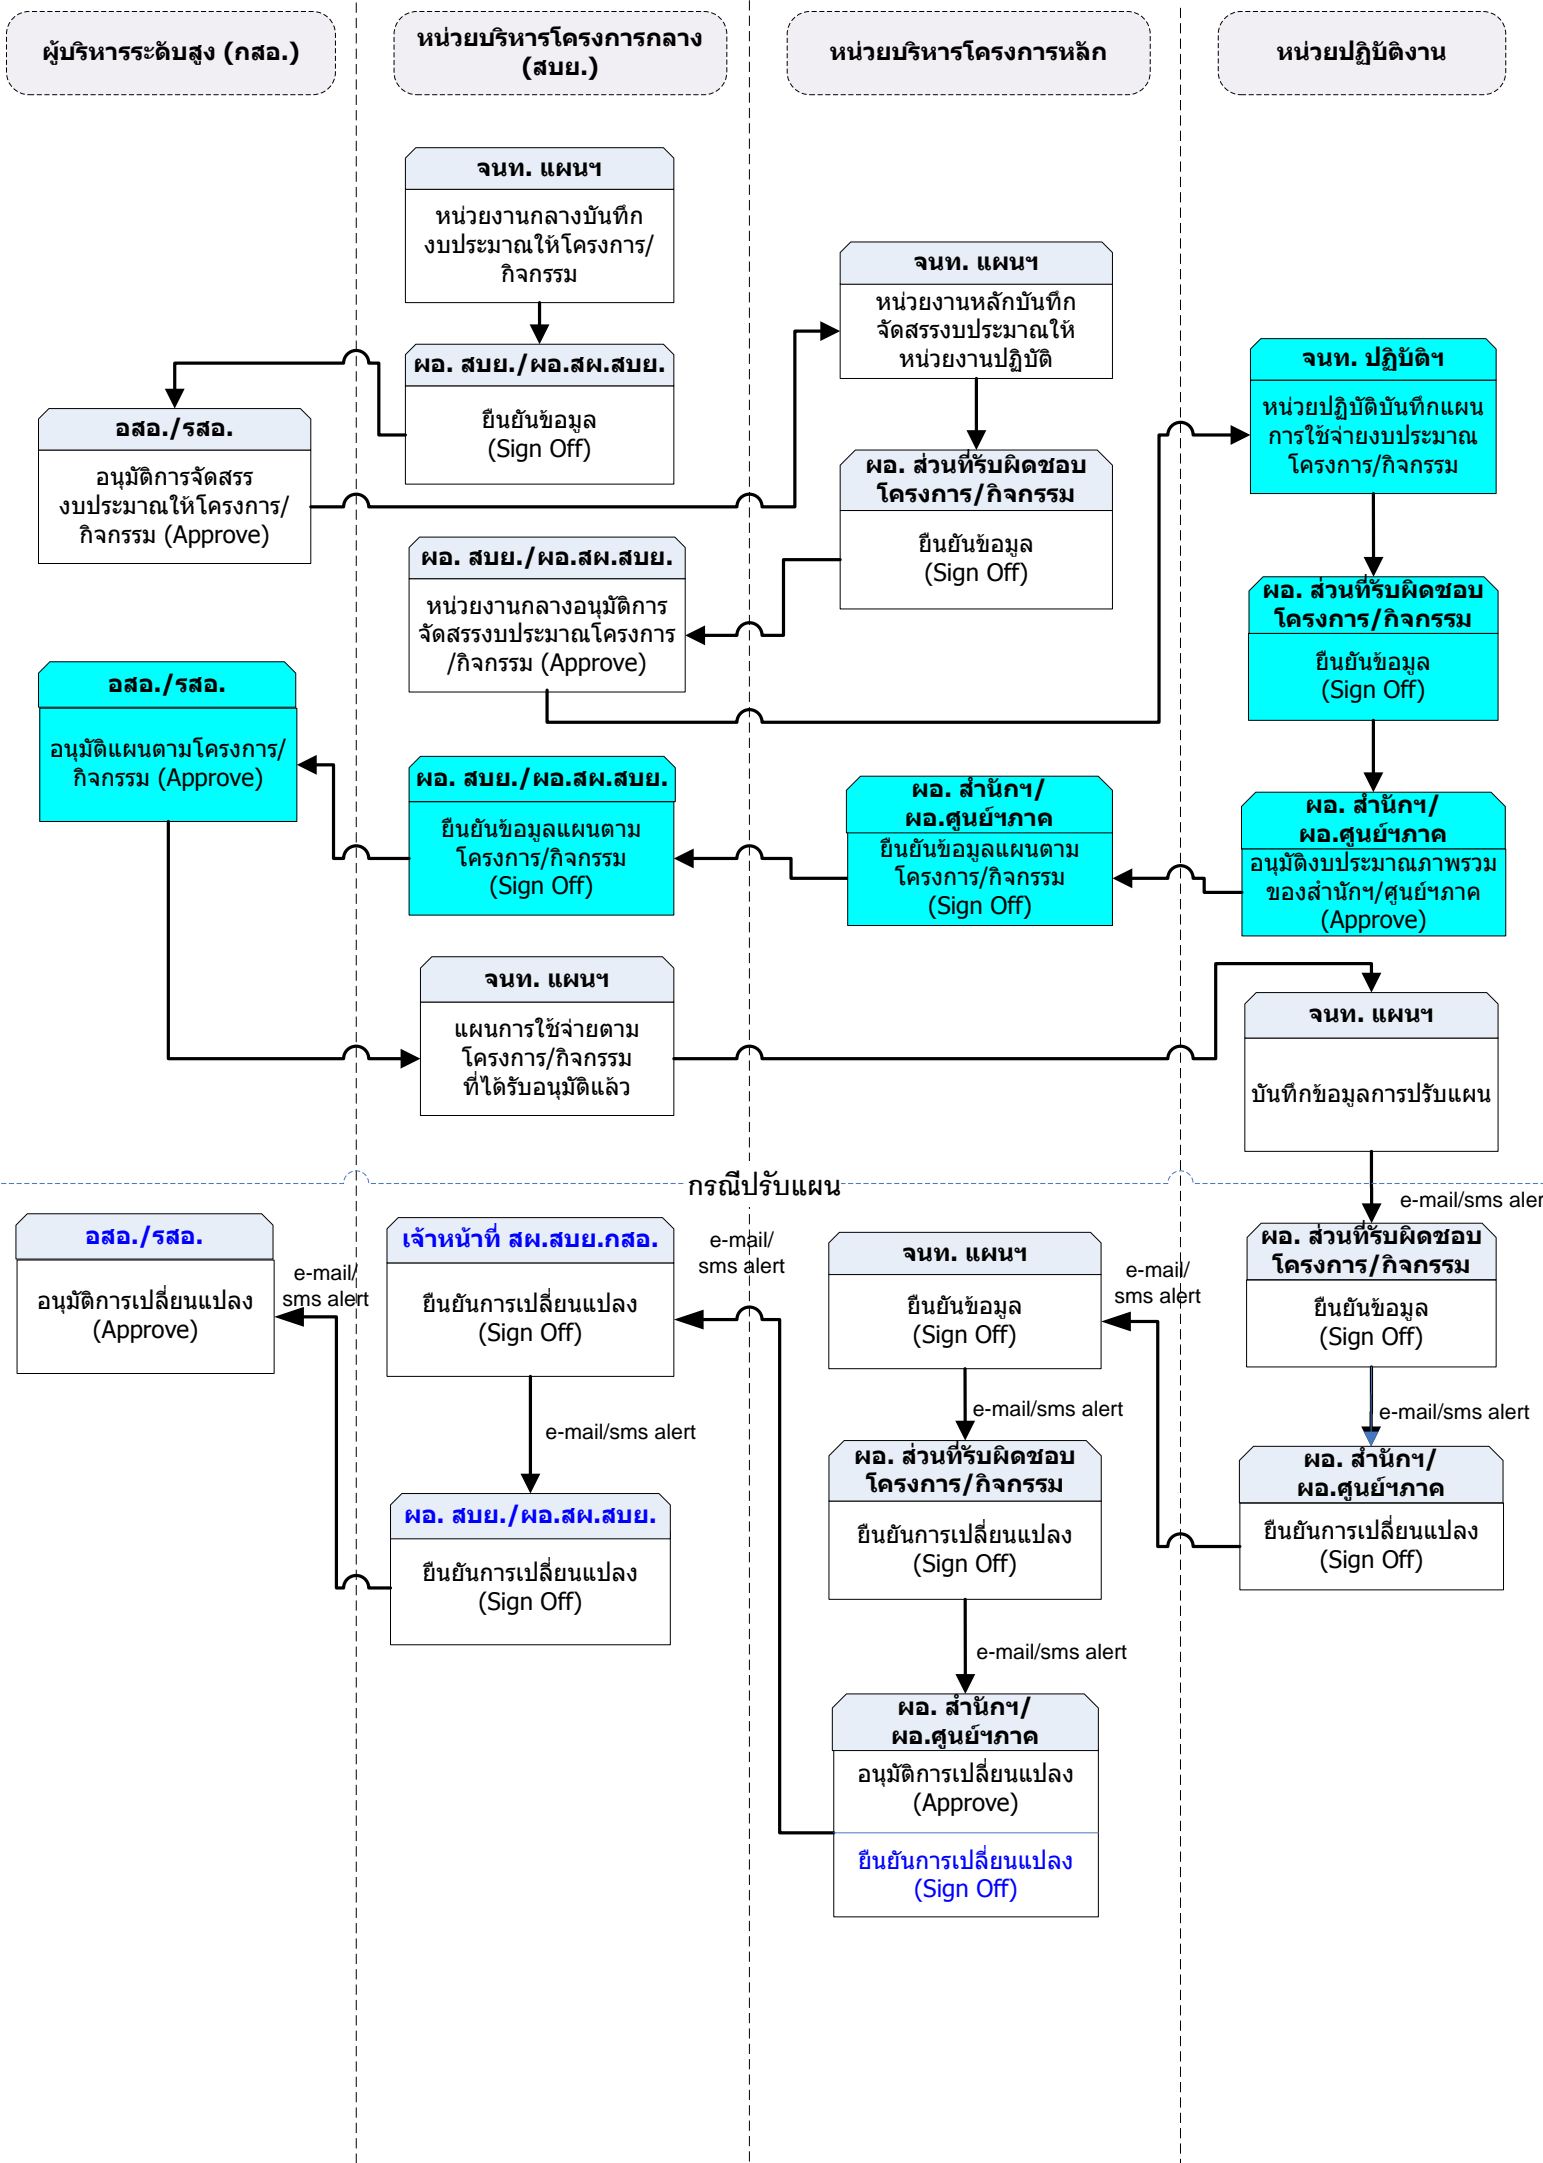 ผู้บริหารระดับสูง (กสอ.)
หน่วยบริหารโครงการกลาง
(สบย.)
หน่วยบริหารโครงการหลัก
หน่วยปฏิบัติงาน
จนท. แผนฯ
หน่วยงานกลางบันทึก
งบประมาณให้โครงการ/
กิจกรรม
ผอ. สบย./ผอ.สผ.สบย.
ยืนยันข้อมูล
(Sign Off)
อสอ./รสอ.
อนุมัติการจัดสรร
งบประมาณให้โครงการ/
กิจกรรม (Approve)
จนท. แผนฯ
หน่วยงานหลักบันทึก
จัดสรรงบประมาณให้
หน่วยงานปฏิบัติ
ผอ. ส่วนที่รับผิดชอบ
โครงการ/กิจกรรม
ยืนยันข้อมูล
(Sign Off)
ผอ. สบย./ผอ.สผ.สบย.
หน่วยงานกลางอนุมัติการ
จัดสรรงบประมาณโครงการ
/กิจกรรม (Approve)
จนท. ปฏิบัติฯ
หน่วยปฏิบัติบันทึกแผน
การใช้จ่ายงบประมาณ
โครงการ/กิจกรรม
ผอ. ส่วนที่รับผิดชอบ
โครงการ/กิจกรรม
ยืนยันข้อมูล
(Sign Off)
ผอ. สำนักฯ/
ผอ.ศูนย์ฯภาค
อนุมัติงบประมาณภาพรวม
ของสำนักฯ/ศูนย์ฯภาค
(Approve)
ผอ. สำนักฯ/
ผอ.ศูนย์ฯภาค
ยืนยันข้อมูลแผนตาม
โครงการ/กิจกรรม
(Sign Off)
ผอ. สบย./ผอ.สผ.สบย.
ยืนยันข้อมูลแผนตาม
โครงการ/กิจกรรม
(Sign Off)
อสอ./รสอ.
อนุมัติแผนตามโครงการ/
กิจกรรม (Approve)
จนท. แผนฯ
แผนการใช้จ่ายตาม
โครงการ/กิจกรรม
ที่ได้รับอนุมัติแล้ว
จนท. แผนฯ
บันทึกข้อมูลการปรับแผน
กรณีปรับแผน
e-mail/sms aler
ผอ. ส่วนที่รับผิดชอบ
โครงการ/กิจกรรม
ยืนยันข้อมูล
(Sign Off)
e-mail/sms alert
ผอ. สำนักฯ/
ผอ.ศูนย์ฯภาค
ยืนยันการเปลี่ยนแปลง
(Sign Off)
e-mail/
sms alert
จนท. แผนฯ
ยืนยันข้อมูล
(Sign Off)
e-mail/sms alert
ผอ. ส่วนที่รับผิดชอบ
โครงการ/กิจกรรม
ยืนยันการเปลี่ยนแปลง
(Sign Off)
e-mail/sms alert
ผอ. สำนักฯ/
ผอ.ศูนย์ฯภาค
อนุมัติการเปลี่ยนแปลง
(Approve)
ยืนยันการเปลี่ยนแปลง
(Sign Off)
e-mail/
sms alert
เจ้าหน้าที่ สผ.สบย.กสอ.
ยืนยันการเปลี่ยนแปลง
(Sign Off)
e-mail/sms alert
ผอ. สบย./ผอ.สผ.สบย.
ยืนยันการเปลี่ยนแปลง
(Sign Off)
e-mail/
sms alert
อสอ./รสอ.
อนุมัติการเปลี่ยนแปลง
(Approve)